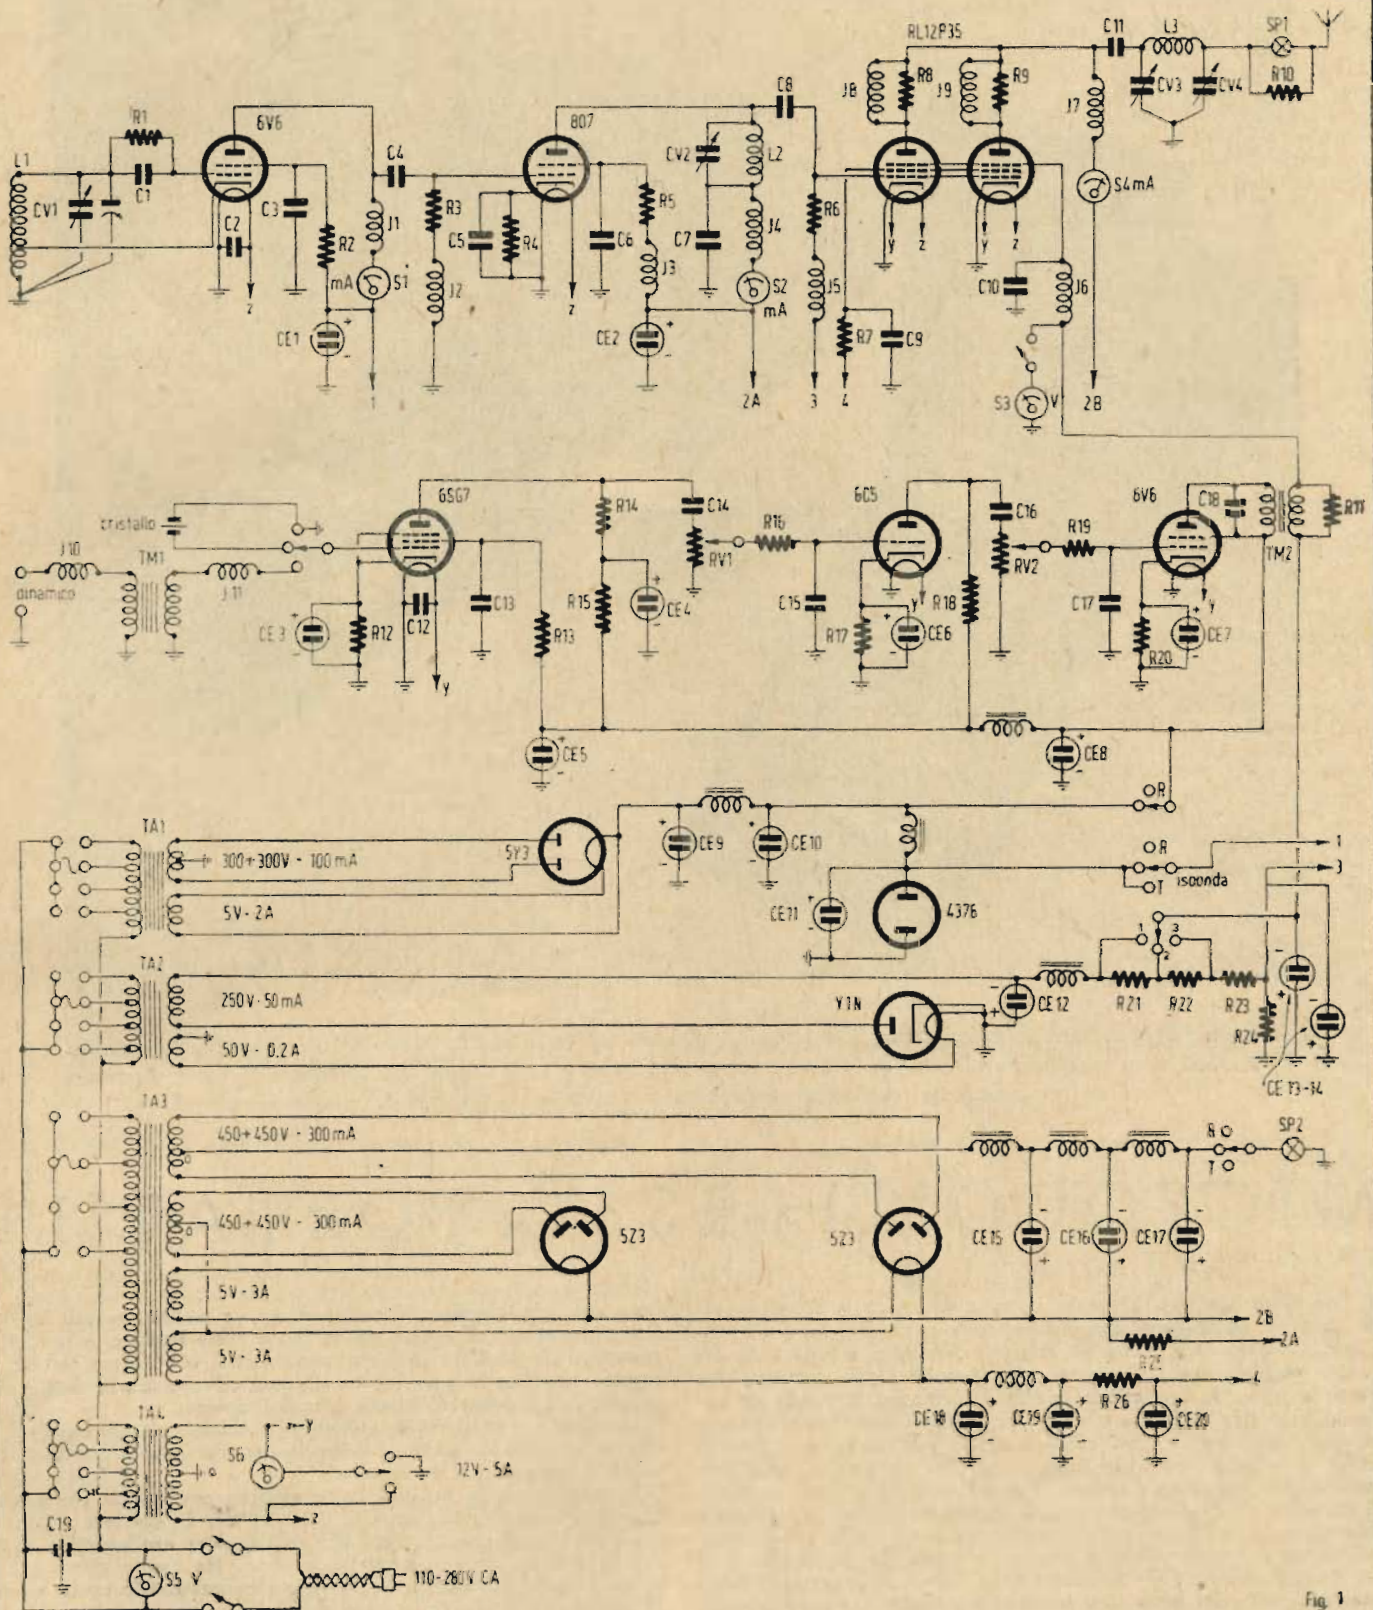 RL12P35
C11
L3
SP1
R1
6V6
807
C8
J8
R8
J9
R9
J7
CV3
CV4
R10
L1
CV1
C1
C2
C3
R2
C4
J1
R3
C5
R4
C6
R5
CV2
L2
C7
J4
R6
y
z
y
z
S4 mA
mA
S1
J2
z
z
J3
S2
mA
J5
C10
J6
CE1
CE2
R7
C9
S3
V
1
2A
3
4
2B
cristallo
J10
TM1
J11
dinamico
6SG7
R14
C14
R16
6C5
C16
R19
6V6
C18
R11
TM2
RV1
RV2
CE3
R12
C12
C13
R13
R15
CE4
C15
R17
y
CE6
R18
C17
R20
y
CE7
y
CE5
CE8
TA1
300+300V - 100mA
5V - 2A
5Y3
CE9
CE10
R
R
T
isoonda
1
3
CE11
4376
TA2
250V - 50mA
50V - 0.2A
Y1N
CE12
1
2
3
R21
R22
R23
R24
CE 13-14
TA3
450+450V - 300mA
450+450V - 300mA
5V - 3A
5V - 3A
5Z3
5Z3
R
T
SP2
CE15
CE16
CE17
2B
2A
R25
4
CE18
CE19
R26
CE20
TA4
y
S6
12V - 5A
z
C19
S5 V
110-280V CA
Fig. 1